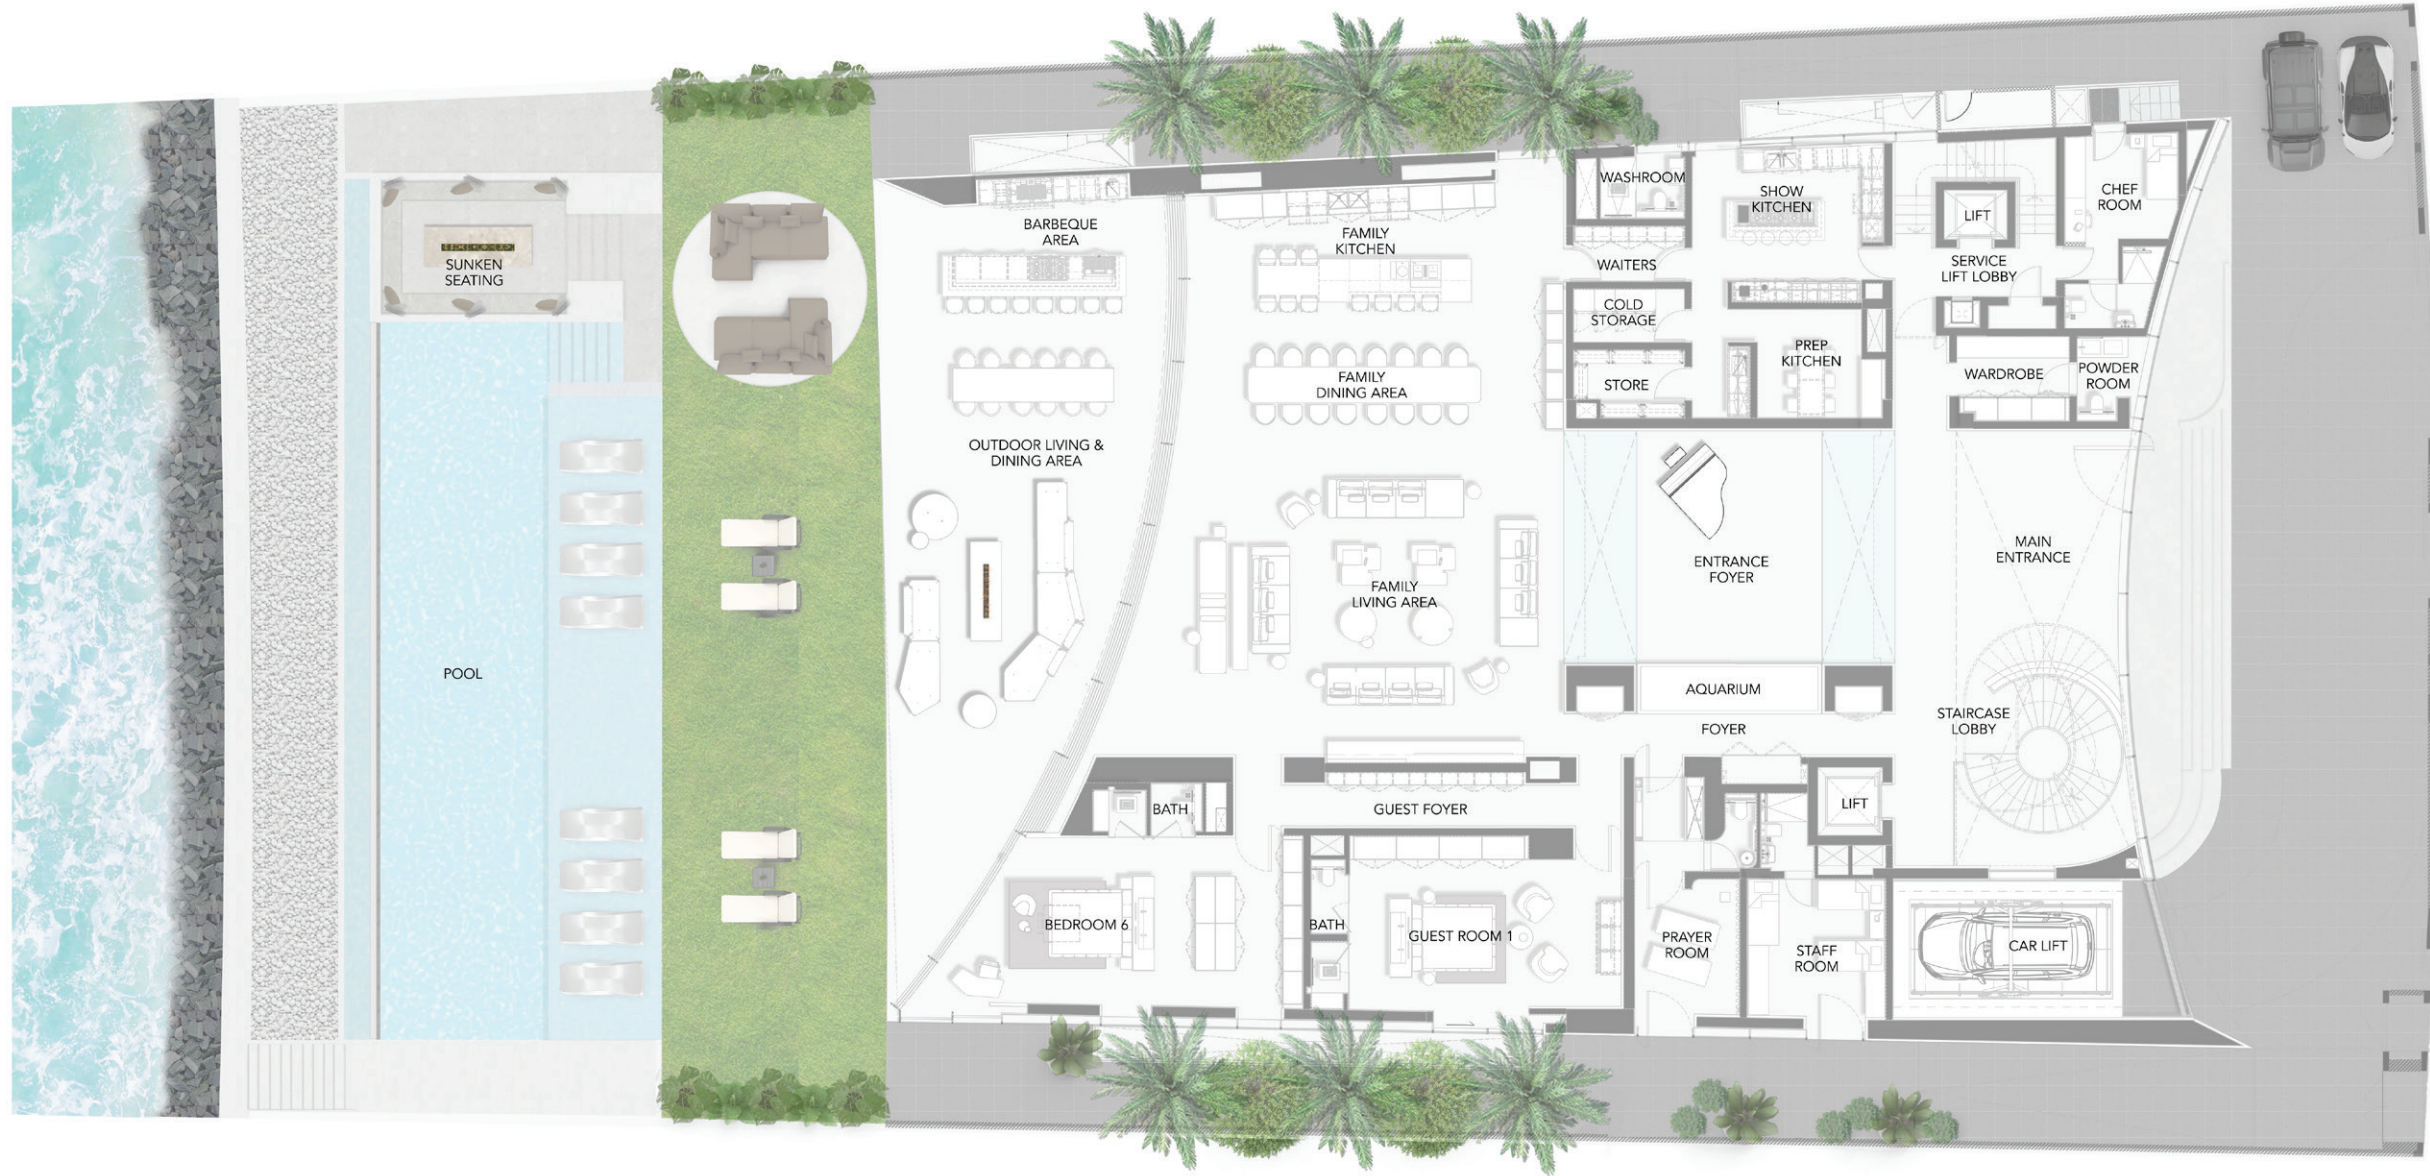 WASHROOM
SHOW
KITCHEN
CHEF
ROOM
LIFT
BARBEQUE
AREA
FAMILY
KITCHEN
WAITERS
SERVICE
LIFT LOBBY
SUNKEN
SEATING
COLD
STORAGE
PREP
KITCHEN
FAMILY
DINING AREA
STORE
WARDROBE
POWDER
ROOM
OUTDOOR LIVING &
DINING AREA
MAIN
ENTRANCE
ENTRANCE
FOYER
FAMILY
LIVING AREA
POOL
AQUARIUM
FOYER
STAIRCASE
LOBBY
BATH
GUEST FOYER
LIFT
BEDROOM 6
BATH
GUEST ROOM 1
PRAYER
ROOM
STAFF
ROOM
CAR LIFT